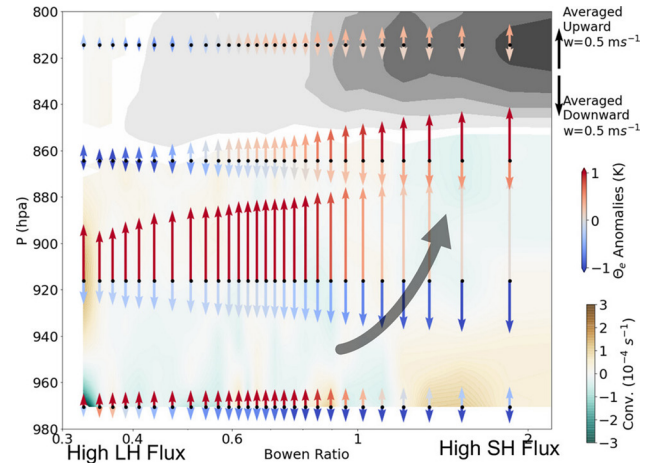 800
820
840
860
880
900
920
940
960
980
P (hpa)
0.3
0.4
0.6
1
2
High LH Flux
Bowen Ratio
High SH Flux
Averaged
Upward
w=0.5 ms⁻¹
Averaged
Downward
w=0.5 ms⁻¹
1
0
−1
Θₑ Anomalies (K)
3
2
1
0
−1
−2
−3
Conv. (10⁻⁴ s⁻¹)